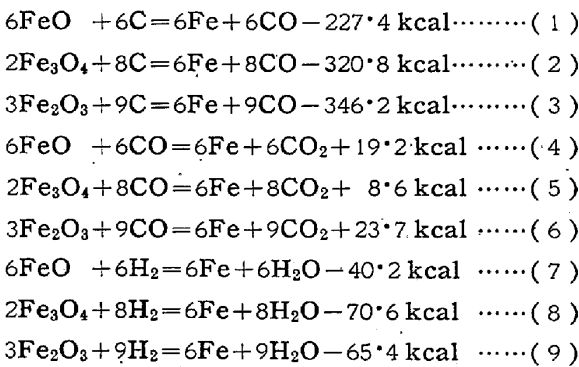 6FeO +6C=6Fe+6CO−227·4 kcal………(1)
2Fe₃O₄+8C=6Fe+8CO−320·8 kcal………(2)
3Fe₂O₃+9C=6Fe+9CO−346·2 kcal………(3)
6FeO +6CO=6Fe+6CO₂+19·2 kcal ……(4)
2Fe₃O₄+8CO=6Fe+8CO₂+ 8·6 kcal ……(5)
3Fe₂O₃+9CO=6Fe+9CO₂+23·7 kcal ……(6)
6FeO +6H₂=6Fe+6H₂O−40·2 kcal ……(7)
2Fe₃O₄+8H₂=6Fe+8H₂O−70·6 kcal ……(8)
3Fe₂O₃+9H₂=6Fe+9H₂O−65·4 kcal ……(9)